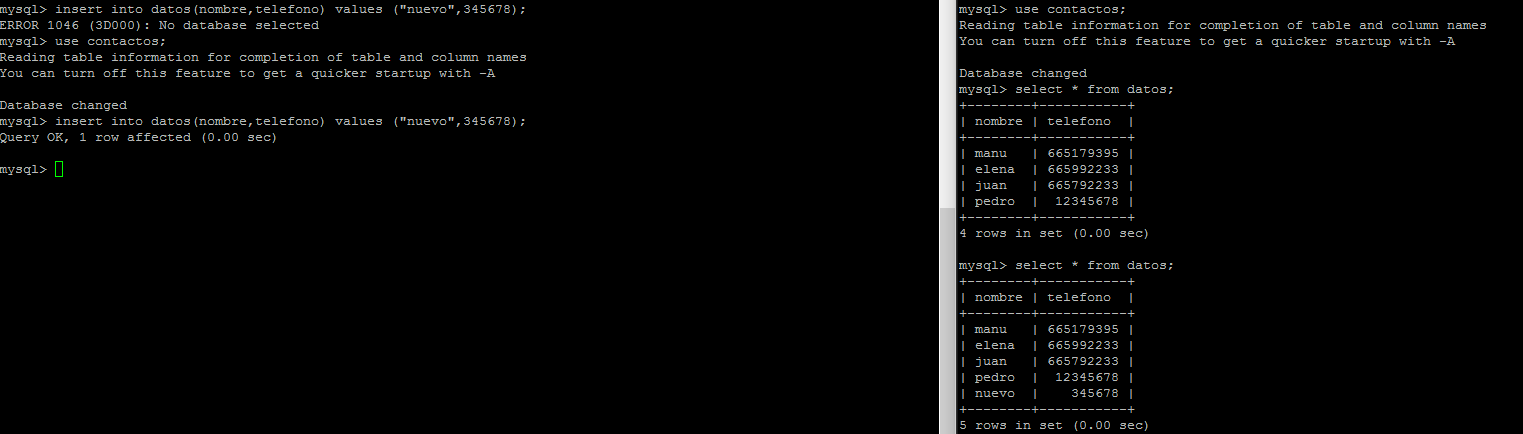 mysql> insert into datos(nombre,telefono) values ("nuevo",345678);
ERROR 1046 (3D000): No database selected
mysql> use contactos;
Reading table information for completion of table and column names
You can turn off this feature to get a quicker startup with -A
Database changed
mysql> insert into datos(nombre,telefono) values ("nuevo",345678);
Query OK, 1 row affected (0.00 sec)
mysql>
mysql> use contactos;
Reading table information for completion of table and column names
You can turn off this feature to get a quicker startup with -A
Database changed
mysql> select * from datos;
+--------+-----------+
| nombre | telefono  |
+--------+-----------+
| manu   | 665179395 |
| elena  | 665992233 |
| juan   | 665792233 |
| pedro  |  12345678 |
+--------+-----------+
4 rows in set (0.00 sec)
mysql> select * from datos;
+--------+-----------+
| nombre | telefono  |
+--------+-----------+
| manu   | 665179395 |
| elena  | 665992233 |
| juan   | 665792233 |
| pedro  |  12345678 |
| nuevo  |    345678 |
+--------+-----------+
5 rows in set (0.00 sec)